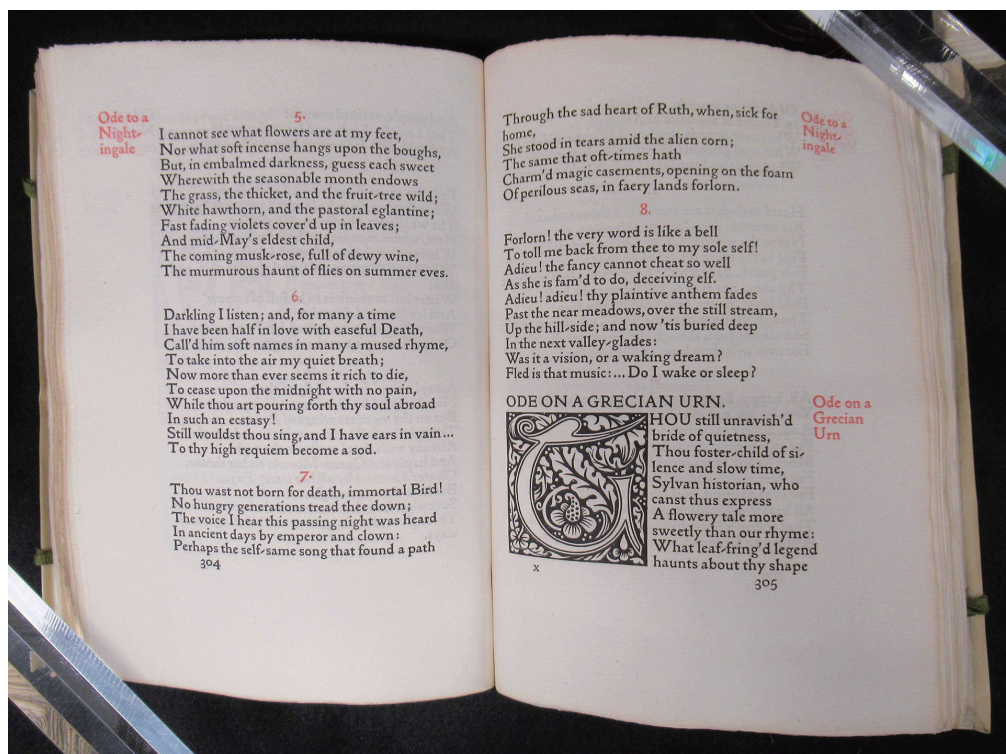 Ode to a
Night-
ingale
5.
I cannot see what flowers are at my feet,
Nor what soft incense hangs upon the boughs,
But, in embalmed darkness, guess each sweet
Wherewith the seasonable month endows
The grass, the thicket, and the fruit-tree wild;
White hawthorn, and the pastoral eglantine;
Fast fading violets cover'd up in leaves;
And mid-May's eldest child,
The coming musk-rose, full of dewy wine,
The murmurous haunt of flies on summer eves.
6.
Darkling I listen; and, for many a time
I have been half in love with easeful Death,
Call'd him soft names in many a mused rhyme,
To take into the air my quiet breath;
Now more than ever seems it rich to die,
To cease upon the midnight with no pain,
While thou art pouring forth thy soul abroad
In such an ecstasy!
Still wouldst thou sing, and I have ears in vain...
To thy high requiem become a sod.
7.
Thou wast not born for death, immortal Bird!
No hungry generations tread thee down;
The voice I hear this passing night was heard
In ancient days by emperor and clown:
Perhaps the self-same song that found a path
304
Through the sad heart of Ruth, when, sick for
home,
She stood in tears amid the alien corn;
The same that oft-times hath
Charm'd magic casements, opening on the foam
Of perilous seas, in faery lands forlorn.
Ode to a
Night-
ingale
8.
Forlorn! the very word is like a bell
To toll me back from thee to my sole self!
Adieu! the fancy cannot cheat so well
As she is fam'd to do, deceiving elf.
Adieu! adieu! thy plaintive anthem fades
Past the near meadows, over the still stream,
Up the hill-side; and now 'tis buried deep
In the next valley-glades:
Was it a vision, or a waking dream?
Fled is that music:...Do I wake or sleep?
ODE ON A GRECIAN URN.
Ode on a
Grecian
Urn
THOU still unravish'd
bride of quietness,
Thou foster-child of si-
lence and slow time,
Sylvan historian, who
canst thus express
A flowery tale more
sweetly than our rhyme:
What leaf-fring'd legend
haunts about thy shape
x
305